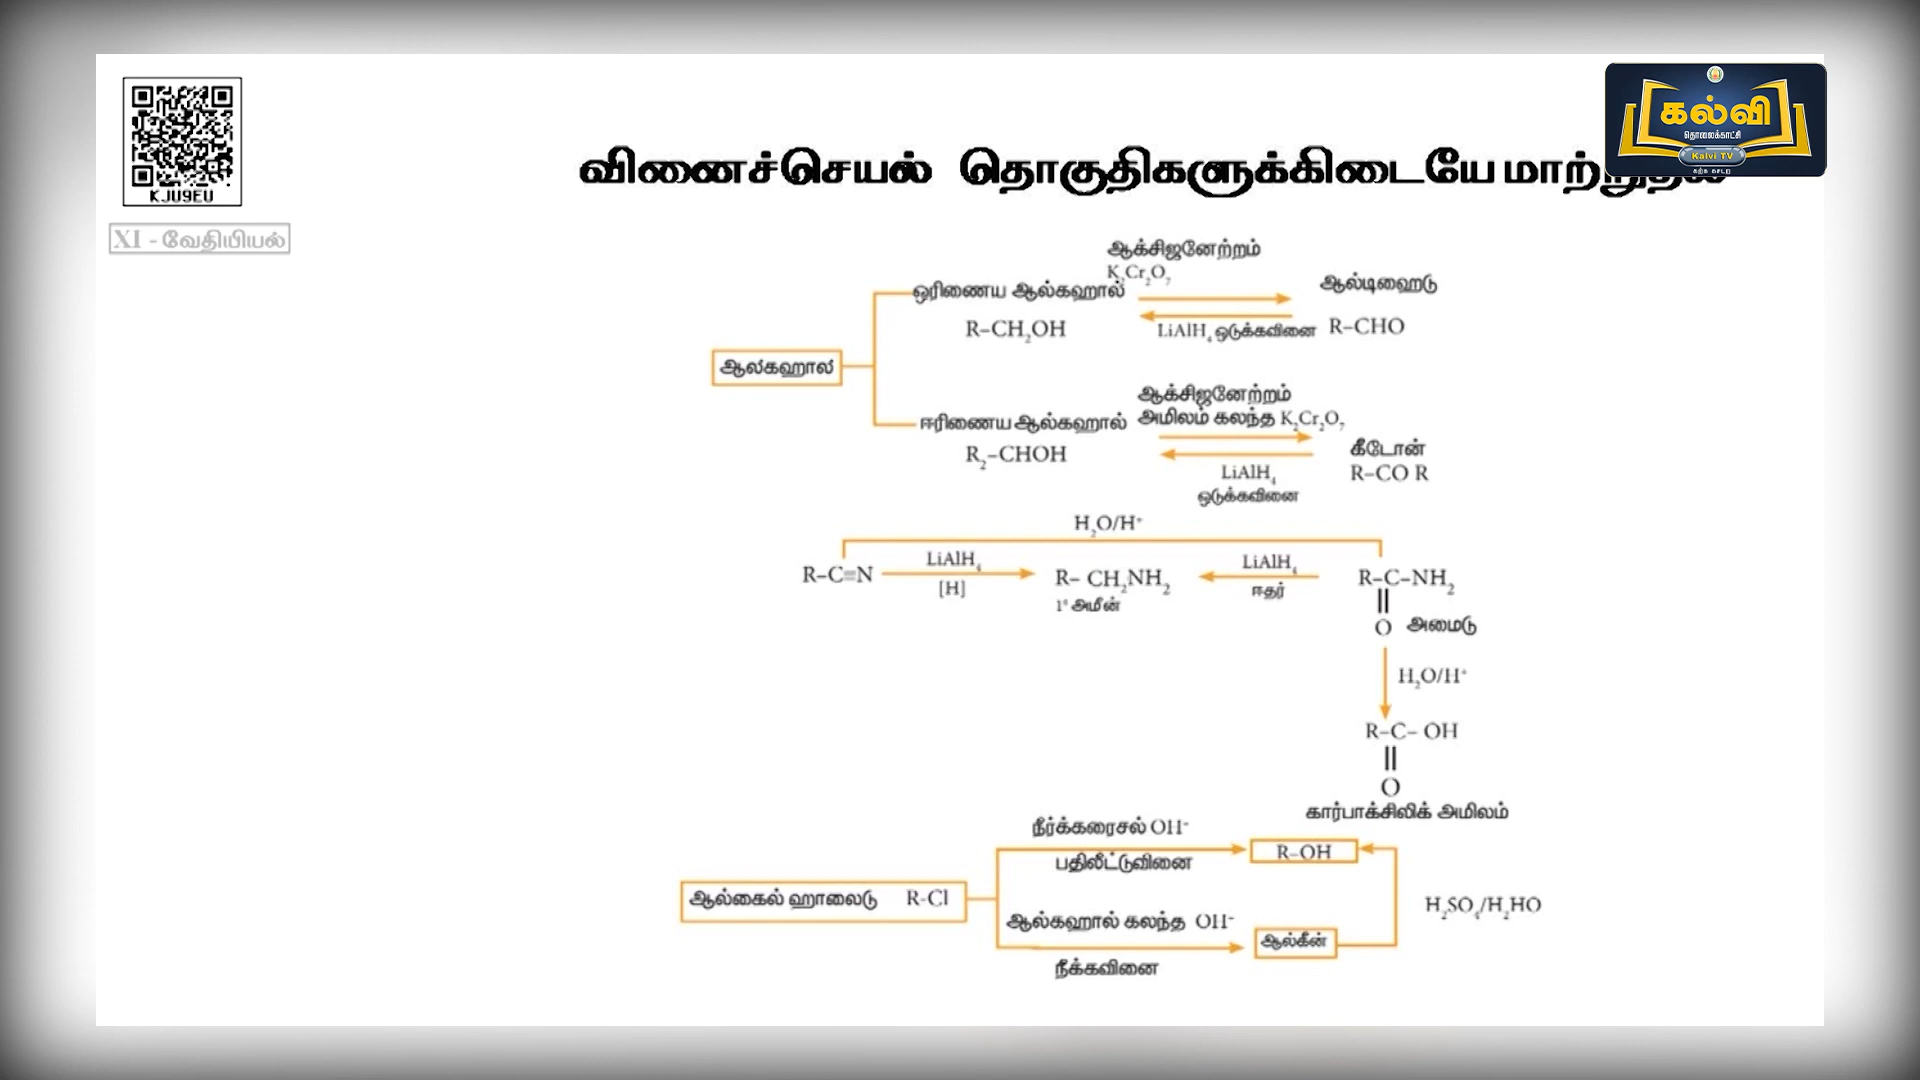 கல்வி
தொலைக்காட்சி
Kalvi TV
KJU9EU
வினைச்செயல் தொகுதிகளுக்கிடையே
XI - வேதியியல்
ஆக்சிஜனேற்றம்
K₂Cr₂O₇
ஒரிணைய ஆல்கஹால்
ஆல்டிஹைடு
R–CH₂OH
LiAlH₄ ஒடுக்கவினை
R–CHO
ஆல்கஹால்
ஆக்சிஜனேற்றம்
ஈரிணைய ஆல்கஹால்
அமிலம் கலந்த K₂Cr₂O₇
R₂–CHOH
கீடோன்
LiAlH₄
R–CO R
ஒடுக்கவினை
H₂O/H⁺
R–C≡N
LiAlH₄
[H]
R– CH₂NH₂
1° அமீன்
LiAlH₄
ஈதர்
R–C–NH₂
O அமைடு
H₂O/H⁺
R–C– OH
O
கார்பாக்சிலிக் அமிலம்
நீர்க்கரைசல் OH⁻
பதிலீட்டுவினை
R–OH
ஆல்கைல் ஹாலைடு R-Cl
ஆல்கஹால் கலந்த OH⁻
நீக்கவினை
ஆல்கீன்
H₂SO₄/H₂HO